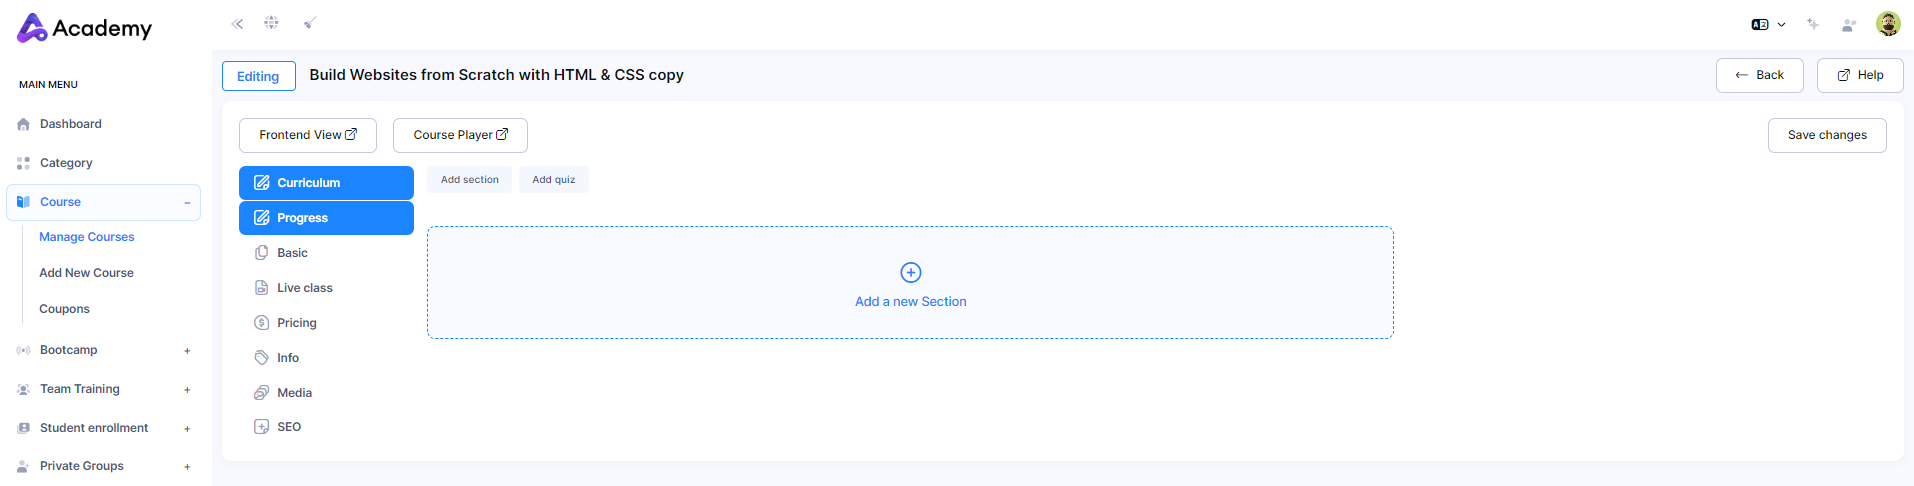 Academy
MAIN MENU
Dashboard
Category
Course
Manage Courses
Add New Course
Coupons
Bootcamp
Team Training
Student enrollment
Private Groups
Editing
Build Websites from Scratch with HTML & CSS copy
Back
Help
Frontend View
Course Player
Save changes
Curriculum
Progress
Basic
Live class
Pricing
Info
Media
SEO
Add section
Add quiz
Add a new Section